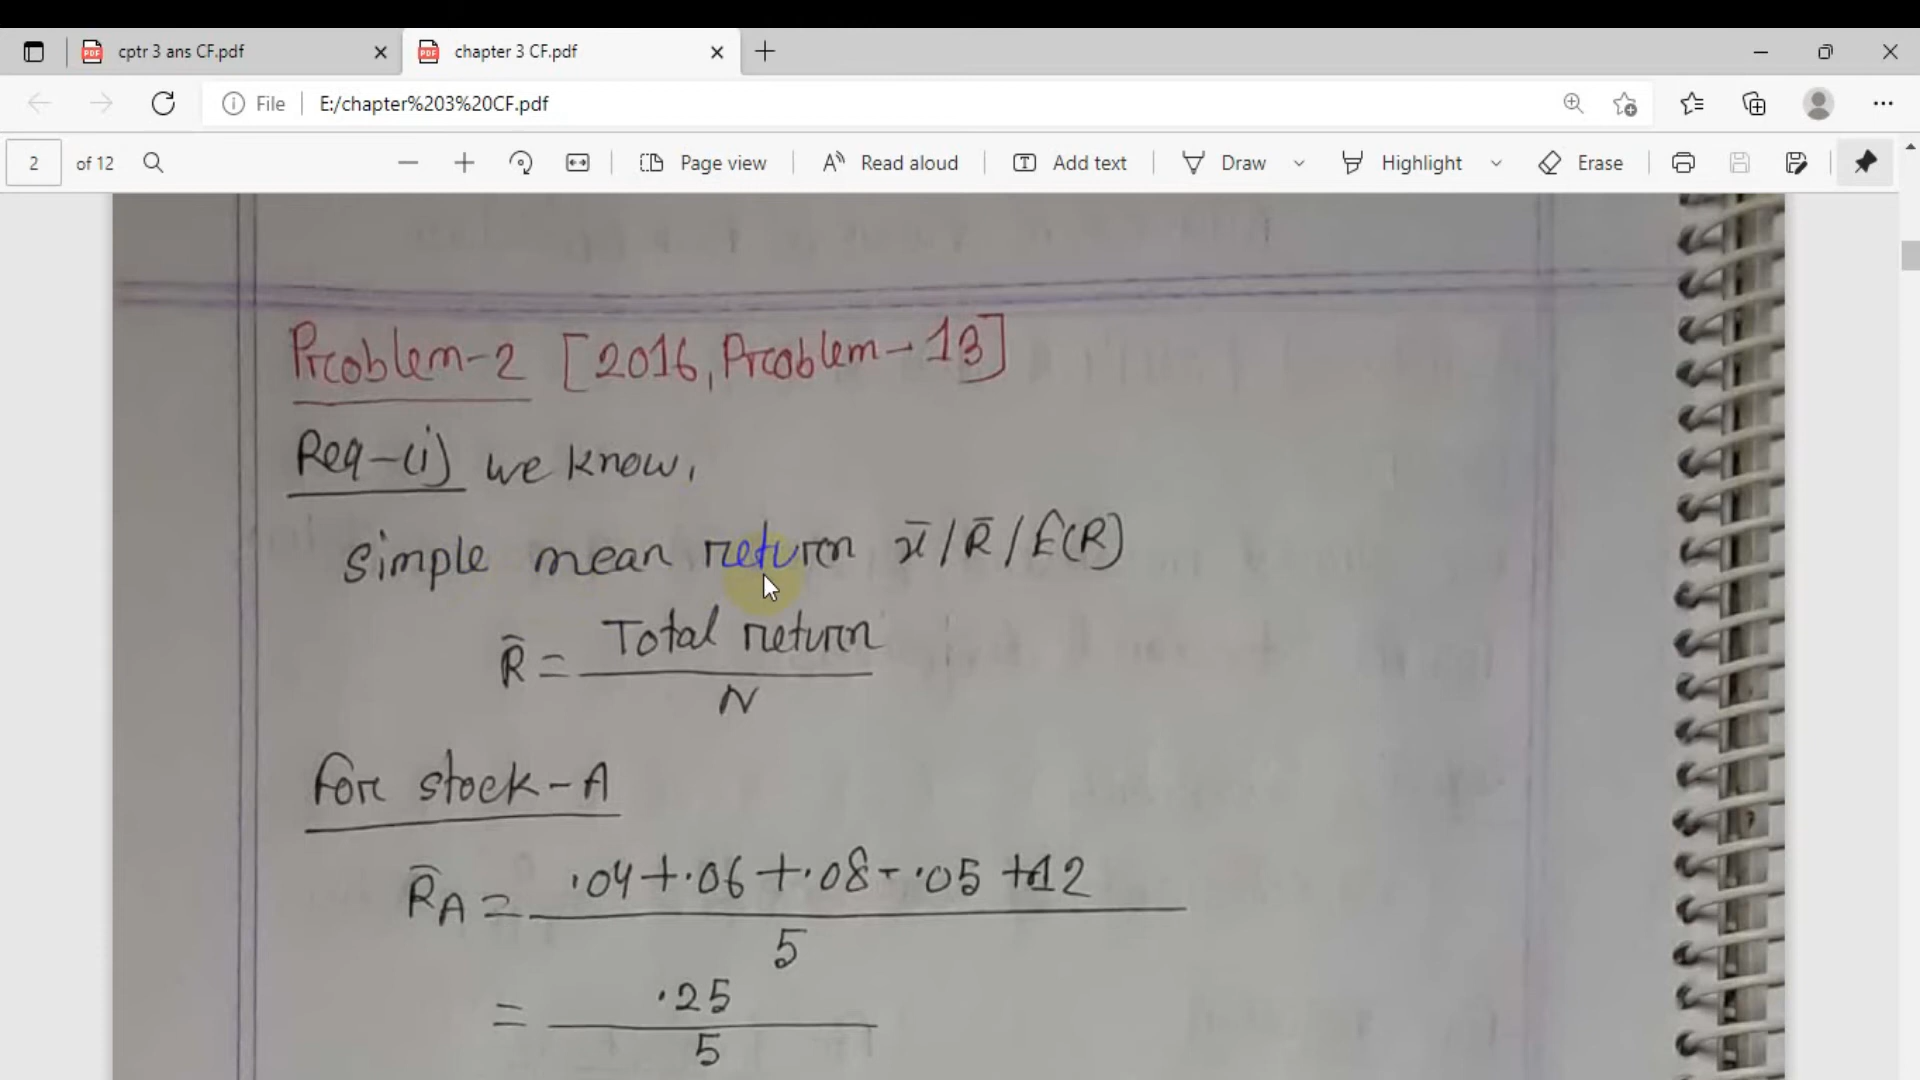 cptr 3 ans CF.pdf
chapter 3 CF.pdf
File
E:/chapter%203%20CF.pdf
2 of 12
Page view
Read aloud
Add text
Draw
Highlight
Erase
Problem-2 [2016, Problem-13]
Req-(i) we know,
simple mean return x̄/R̄/E(R)
R̄ = Total return
N
For stock-A
R̄A = .04+.06+.08-.05+.12
5
= .25
5